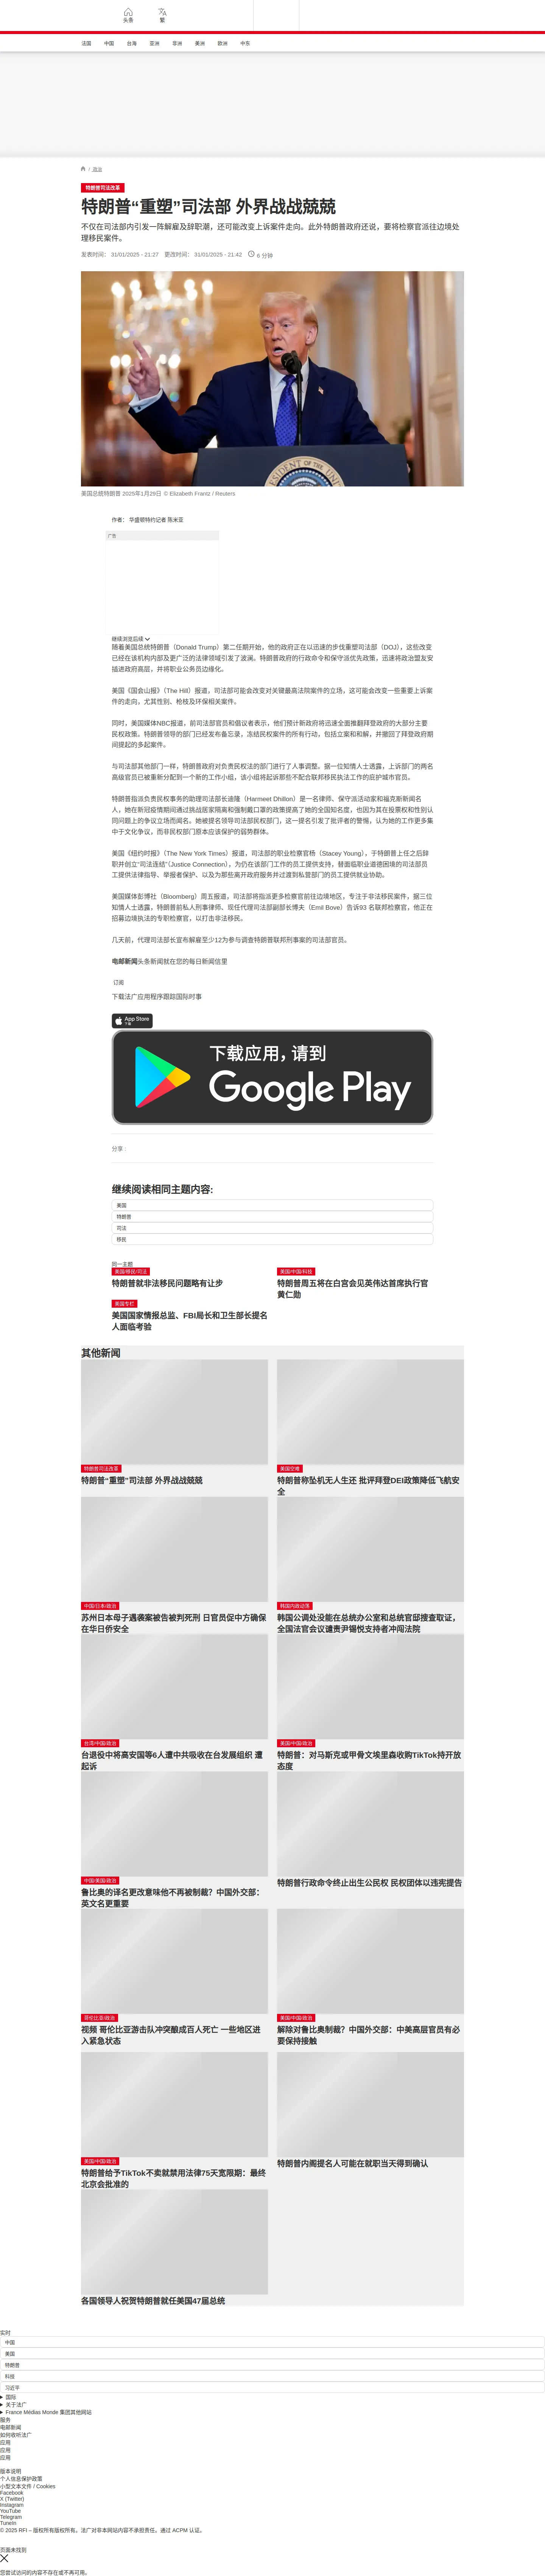 头条
繁
法国 中国 台海 亚洲 非洲 美洲 欧洲 中东
/ 政治
特朗普司法改革
特朗普“重塑”司法部 外界战战兢兢
不仅在司法部内引发一阵解雇及辞职潮，还可能改变上诉案件走向。此外特朗普政府还说，要将检察官派往边境处
理移民案件。
发表时间： 31/01/2025 - 21:27 更改时间： 31/01/2025 - 21:42 6 分钟
美国总统特朗普 2025年1月29日 © Elizabeth Frantz / Reuters
作者： 华盛顿特约记者 陈米亚
广告
继续浏览后续
随着美国总统特朗普（Donald Trump）第二任期开始，他的政府正在以迅速的步伐重塑司法部（DOJ），这些改变
已经在该机构内部及更广泛的法律领域引发了波澜。特朗普政府的行政命令和保守派优先政策，迅速将政治盟友安
插进政府高层，并将职业公务员边缘化。
美国《国会山报》（The Hill）报道，司法部可能会改变对关键最高法院案件的立场，这可能会改变一些重要上诉案
件的走向，尤其性别、枪枝及环保相关案件。
同时，美国媒体NBC报道，前司法部官员和倡议者表示，他们预计新政府将迅速全面推翻拜登政府的大部分主要
民权政策。特朗普领导的部门已经发布备忘录，冻结民权案件的所有行动，包括立案和和解，并撤回了拜登政府期
间提起的多起案件。
与司法部其他部门一样，特朗普政府对负责民权法的部门进行了人事调整。据一位知情人士透露，上诉部门的两名
高级官员已被重新分配到一个新的工作小组，该小组将起诉那些不配合联邦移民执法工作的庇护城市官员。
特朗普指派负责民权事务的助理司法部长迪隆（Harmeet Dhillon）是一名律师、保守派活动家和福克斯新闻名
人，她在新冠疫情期间通过挑战居家隔离和强制戴口罩的政策提高了她的全国知名度，也因为其在投票权和性别认
同问题上的争议立场而闻名。她被提名领导司法部民权部门，这一提名引发了批评者的警惕，认为她的工作更多集
中于文化争议，而非民权部门原本应该保护的弱势群体。
美国《纽约时报》（The New York Times）报道，司法部的职业检察官杨（Stacey Young），于特朗普上任之后辞
职并创立“司法连结”（Justice Connection），为仍在该部门工作的员工提供支持，替面临职业道德困境的司法部员
工提供法律指导、举报者保护、以及为那些离开政府服务并过渡到私营部门的员工提供就业协助。
美国媒体彭博社（Bloomberg）周五报道，司法部将指派更多检察官前往边境地区，专注于非法移民案件，据三位
知情人士透露，特朗普前私人刑事律师、现任代理司法部副部长博夫（Emil Bove）告诉93 名联邦检察官，他正在
招募边境执法的专职检察官，以打击非法移民。
几天前，代理司法部长宣布解雇至少12为参与调查特朗普联邦刑事案的司法部官员。
电邮新闻头条新闻就在您的每日新闻信里
订阅
下载法广应用程序跟踪国际时事
App Store
下载
下载应用，请到
Google Play
分享 :
继续阅读相同主题内容:
美国
特朗普
司法
移民
同一主题
美国/移民/司法
特朗普就非法移民问题略有让步
美国/中国/科技
特朗普周五将在白宫会见英伟达首席执行官
黄仁勋
美国专栏
美国国家情报总监、FBI局长和卫生部长提名
人面临考验
其他新闻
特朗普司法改革
特朗普“重塑”司法部 外界战战兢兢
美国空难
特朗普称坠机无人生还 批评拜登DEI政策降低飞航安
全
中国/日本/政治
苏州日本母子遇袭案被告被判死刑 日官员促中方确保
在华日侨安全
韩国内政动荡
韩国公调处没能在总统办公室和总统官邸搜查取证，
全国法官会议谴责尹锡悦支持者冲闯法院
台湾/中国/政治
台退役中将高安国等6人遭中共吸收在台发展组织 遭
起诉
美国/中国/政治
特朗普：对马斯克或甲骨文埃里森收购TikTok持开放
态度
中国/美国/政治
鲁比奥的译名更改意味他不再被制裁？中国外交部：
英文名更重要
特朗普行政命令终止出生公民权 民权团体以违宪提告
哥伦比亚/政治
视频 哥伦比亚游击队冲突酿成百人死亡 一些地区进
入紧急状态
美国/中国/政治
解除对鲁比奥制裁？中国外交部：中美高层官员有必
要保持接触
美国/中国/政治
特朗普给予TikTok不卖就禁用法律75天宽限期：最终
北京会批准的
特朗普内阁提名人可能在就职当天得到确认
各国领导人祝贺特朗普就任美国47届总统
实时
中国
美国
特朗普
科技
习近平
国际
关于法广
France Médias Monde 集团其他网站
服务
电邮新闻
如何收听法广
应用
应用
应用
版本说明
个人信息保护政策
小型文本文件 / Cookies
Facebook
X (Twitter)
Instagram
YouTube
Telegram
TuneIn
© 2025 RFI – 版权所有版权所有。法广对非本网站内容不承担责任。通过 ACPM 认证。
页面未找到
您尝试访问的内容不存在或不再可用。